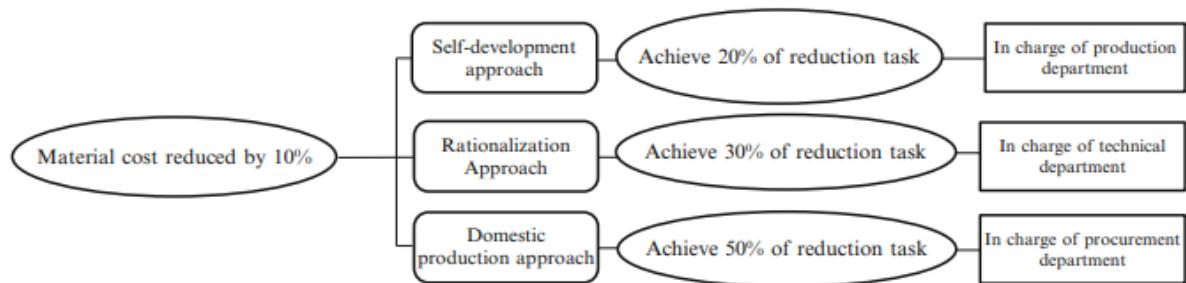 Self-development
approach
Achieve 20% of reduction task
In charge of production
department
Material cost reduced by 10%
Rationalization
Approach
Achieve 30% of reduction task
In charge of technical
department
Domestic
production approach
Achieve 50% of reduction task
In charge of procurement
department